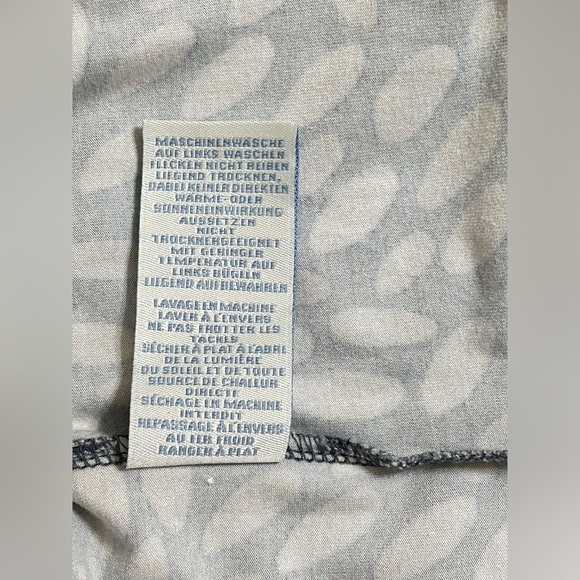 MASCHINENWÄSCHE
AUF LINKS WASCHEN
FLECKEN NICHT REIBEN
LIEGEND TROCKNEN,
DABEI KEINER DIREKTEN
WÄRME-ODER
SONNENEINWIRKUNG
AUSSETZEN
NICHT
TROCKNERGEEIGNET
MIT GERINGER
TEMPERATUR AUF
LINKS BÜGELN
LIEGEND AUFBEWAHREN
LAVAGE EN MACHINE
LAVER À L'ENVERS
NE PAS FROTTER LES
TACHES
SÉCHER À PLAT À L'ABRI
DE LA LUMIÈRE
DU SOLEIL ET DE TOUTE
SOURCE DE CHALEUR
DIRECTE
SÉCHAGE EN MACHINE
INTERDIT
REPASSAGE À L'ENVERS
AU FER FROID
RANGER À PLAT